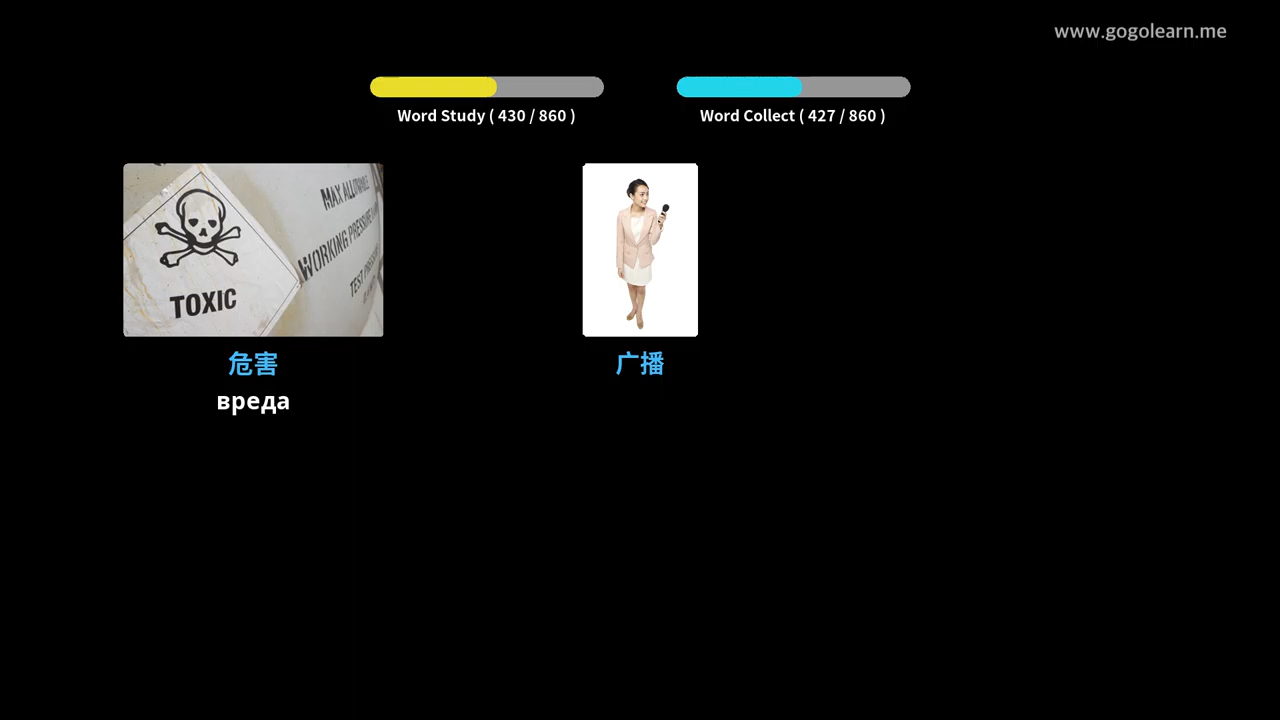 www.gogolearn.me
Word Study ( 430 / 860 )
Word Collect ( 427 / 860 )
MAX ALLOWABLE
WORKING PRESSURE
TEST PRESS
TOXIC
危害
广播
вреда